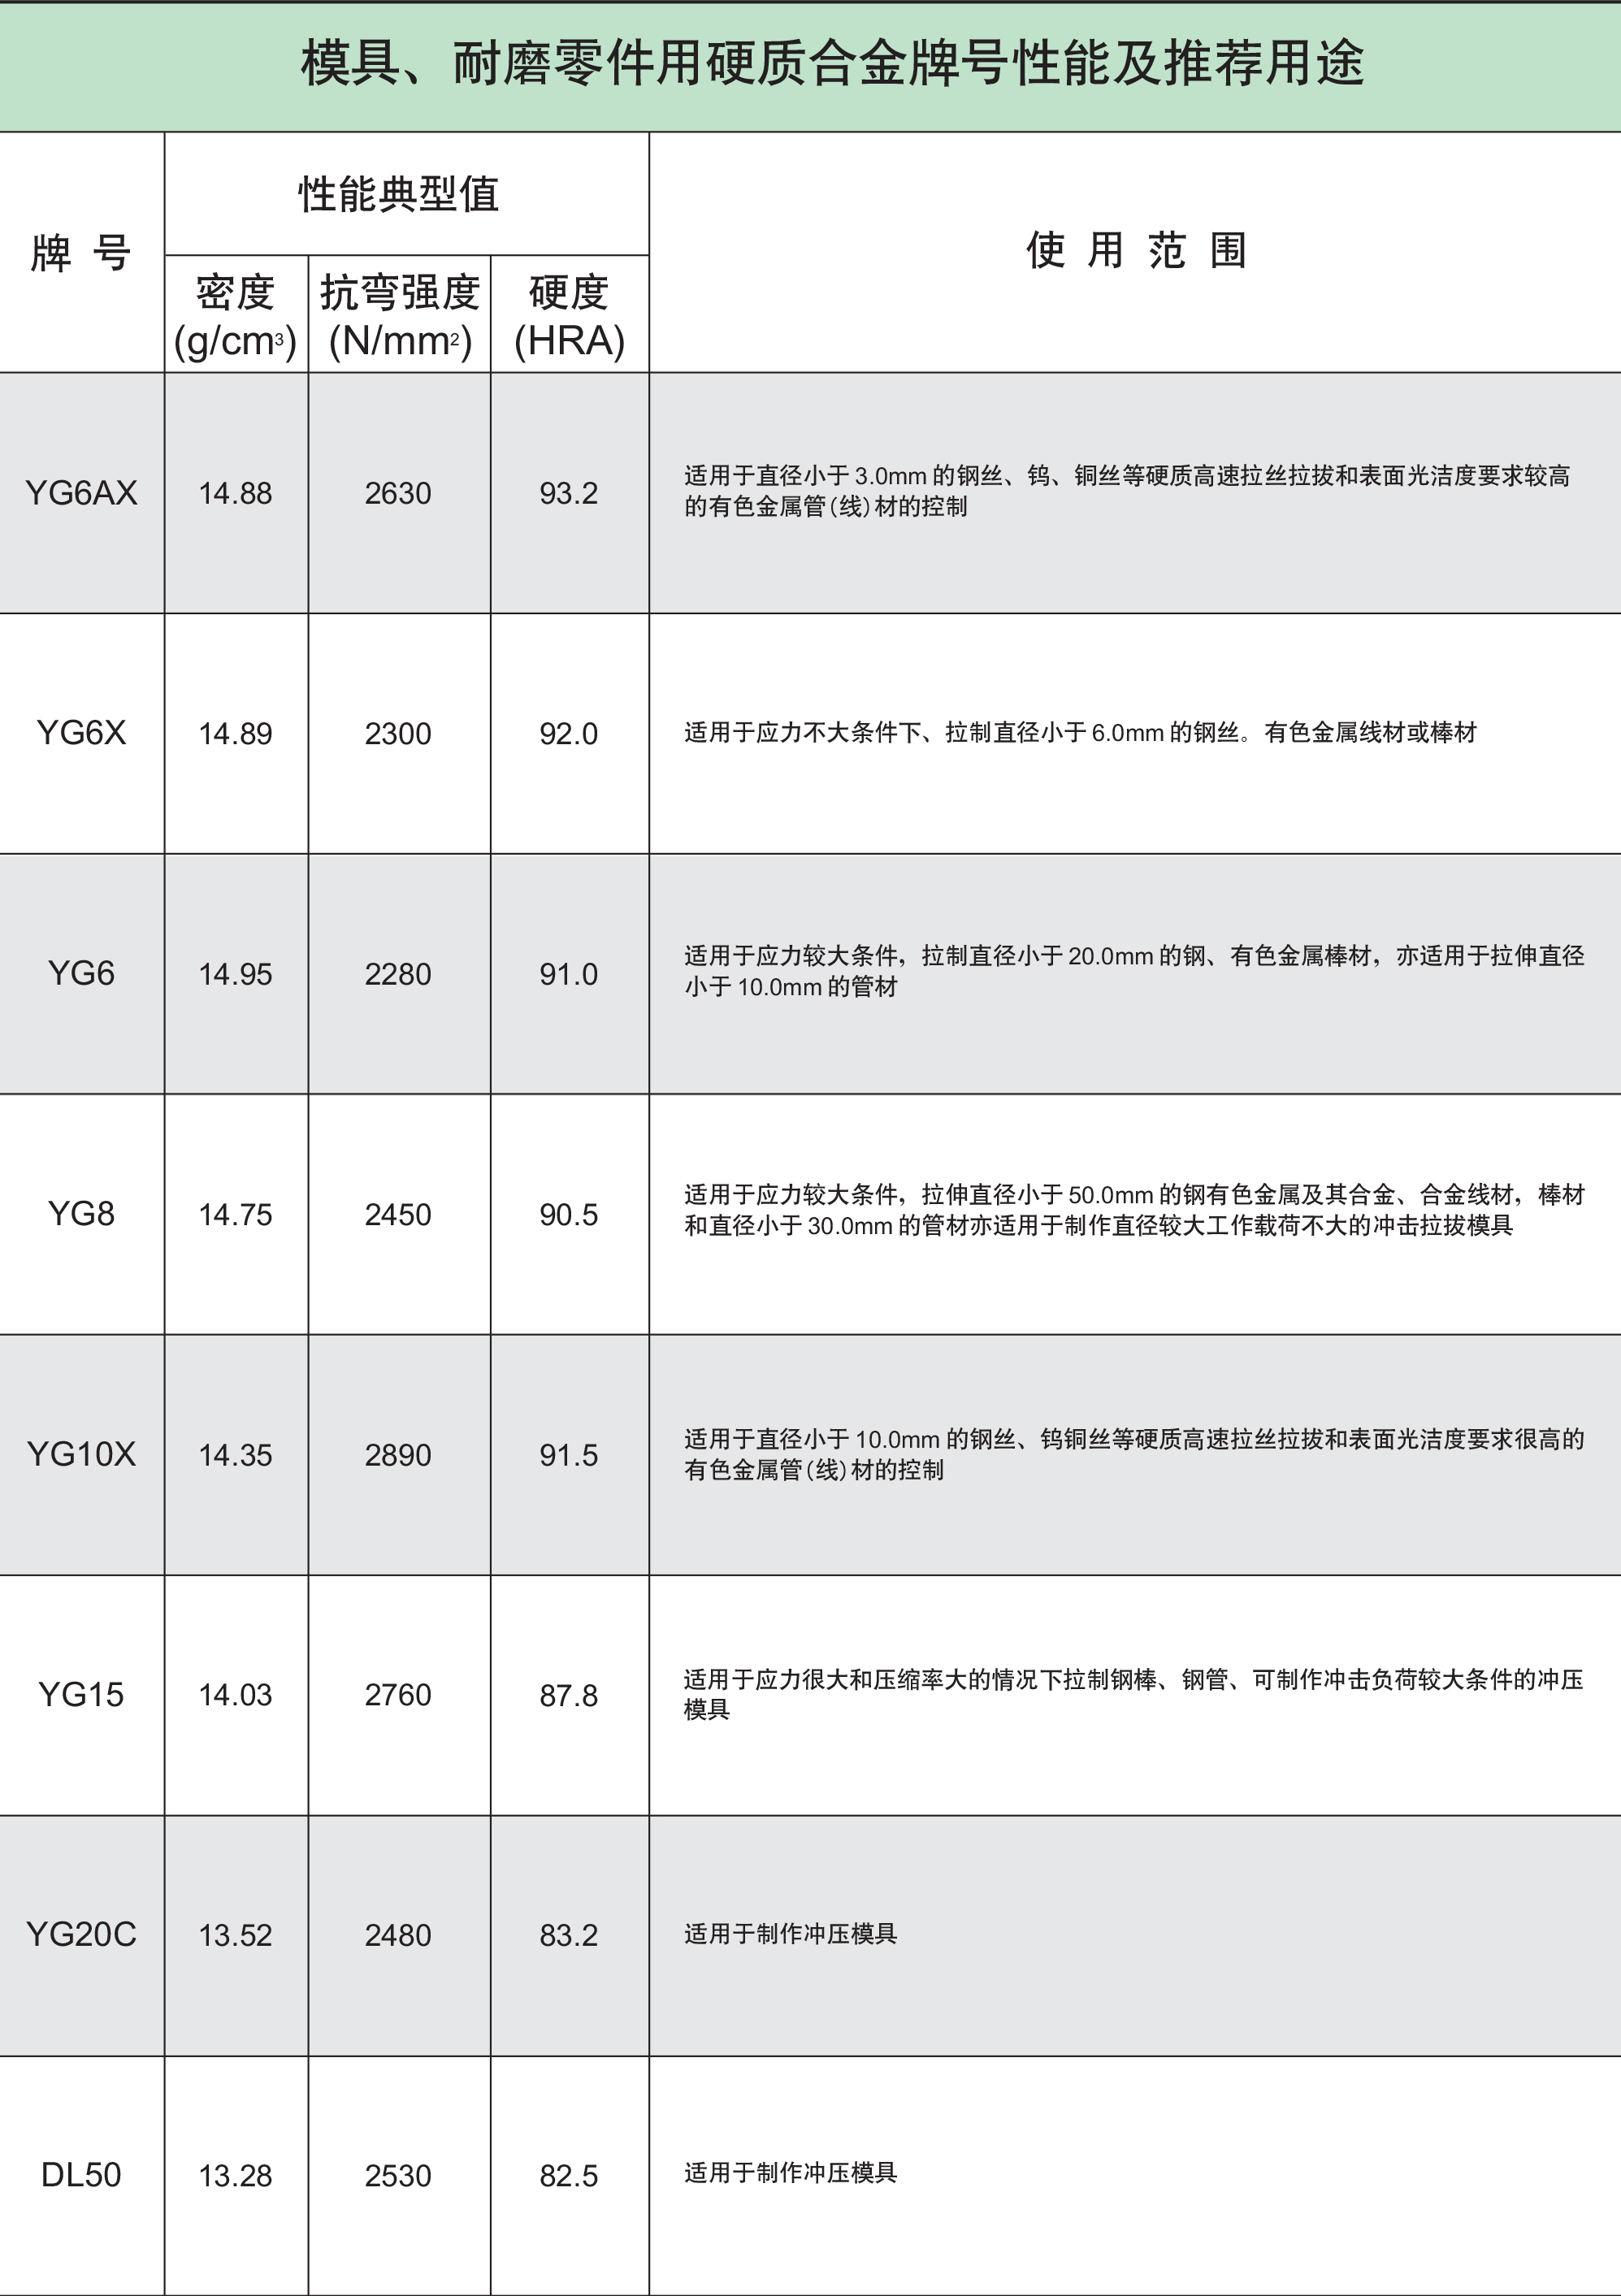 模具、耐磨零件用硬质合金牌号性能及推荐用途
牌 号
性能典型值
使 用 范 围
密度
(g/cm³)
抗弯强度
(N/mm²)
硬度
(HRA)
YG6AX
14.88
2630
93.2
适用于直径小于 3.0mm 的钢丝、钨、铜丝等硬质高速拉丝拉拔和表面光洁度要求较高
的有色金属管(线)材的控制
YG6X
14.89
2300
92.0
适用于应力不大条件下、拉制直径小于 6.0mm 的钢丝。有色金属线材或棒材
YG6
14.95
2280
91.0
适用于应力较大条件，拉制直径小于 20.0mm 的钢、有色金属棒材，亦适用于拉伸直径
小于 10.0mm 的管材
YG8
14.75
2450
90.5
适用于应力较大条件，拉伸直径小于 50.0mm 的钢有色金属及其合金、合金线材，棒材
和直径小于 30.0mm 的管材亦适用于制作直径较大工作载荷不大的冲击拉拔模具
YG10X
14.35
2890
91.5
适用于直径小于 10.0mm 的钢丝、钨铜丝等硬质高速拉丝拉拔和表面光洁度要求很高的
有色金属管(线)材的控制
YG15
14.03
2760
87.8
适用于应力很大和压缩率大的情况下拉制钢棒、钢管、可制作冲击负荷较大条件的冲压
模具
YG20C
13.52
2480
83.2
适用于制作冲压模具
DL50
13.28
2530
82.5
适用于制作冲压模具